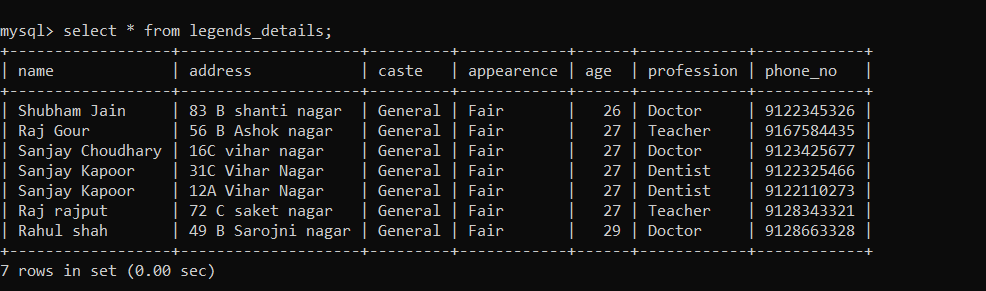 mysql> select * from legends_details;
+------------------+--------------------+---------+------------+------+------------+------------+
| name             | address            | caste   | appearence | age  | profession | phone_no   |
+------------------+--------------------+---------+------------+------+------------+------------+
| Shubham Jain     | 83 B shanti nagar  | General | Fair       |   26 | Doctor     | 9122345326 |
| Raj Gour         | 56 B Ashok nagar   | General | Fair       |   27 | Teacher    | 9167584435 |
| Sanjay Choudhary | 16C vihar nagar    | General | Fair       |   27 | Doctor     | 9123425677 |
| Sanjay Kapoor    | 31C Vihar Nagar    | General | Fair       |   27 | Dentist    | 9122325466 |
| Sanjay Kapoor    | 12A Vihar Nagar    | General | Fair       |   27 | Dentist    | 9122110273 |
| Raj rajput       | 72 C saket nagar   | General | Fair       |   27 | Teacher    | 9128343321 |
| Rahul shah       | 49 B Sarojni nagar | General | Fair       |   29 | Doctor     | 9128663328 |
+------------------+--------------------+---------+------------+------+------------+------------+
7 rows in set (0.00 sec)